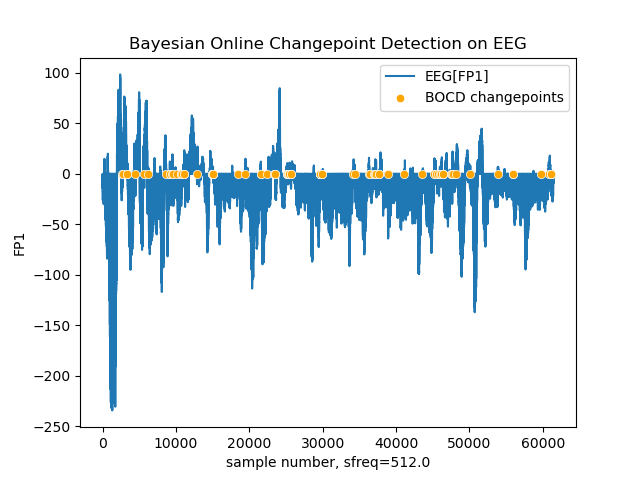 Bayesian Online Changepoint Detection on EEG
EEG[FP1]
BOCD changepoints
100
50
0
−50
−100
−150
−200
−250
FP1
0 10000 20000 30000 40000 50000 60000
sample number, sfreq=512.0